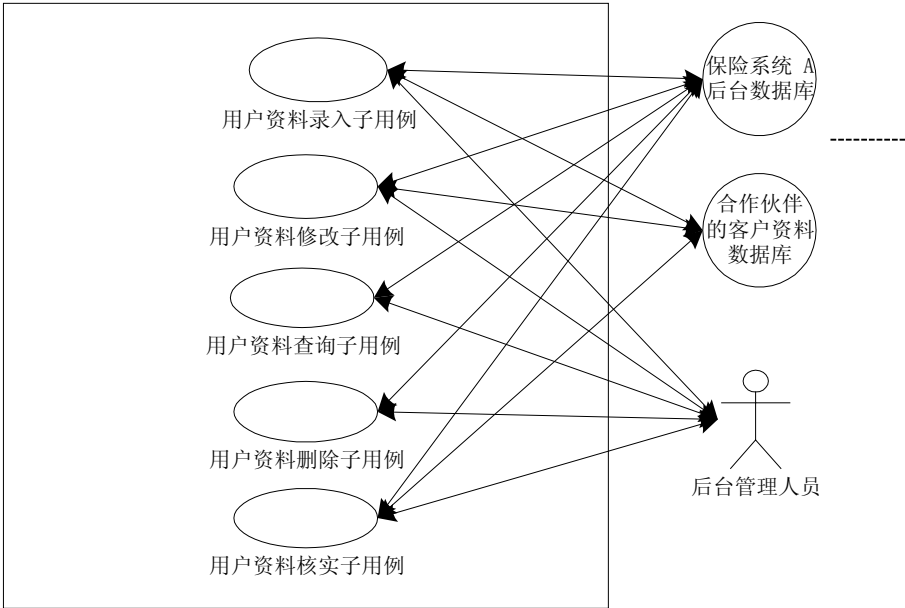 保险系统 A
后台数据库
用户资料录入子用例
合作伙伴
的客户资料
数据库
用户资料修改子用例
用户资料查询子用例
用户资料删除子用例
后台管理人员
用户资料核实子用例